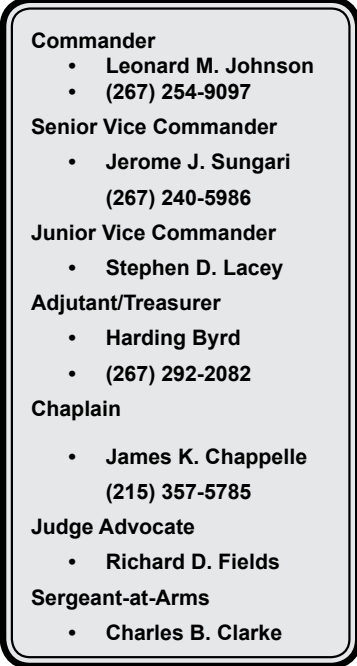 Commander
• Leonard M. Johnson
• (267) 254-9097
Senior Vice Commander
• Jerome J. Sungari
(267) 240-5986
Junior Vice Commander
• Stephen D. Lacey
Adjutant/Treasurer
• Harding Byrd
• (267) 292-2082
Chaplain
• James K. Chappelle
(215) 357-5785
Judge Advocate
• Richard D. Fields
Sergeant-at-Arms
• Charles B. Clarke